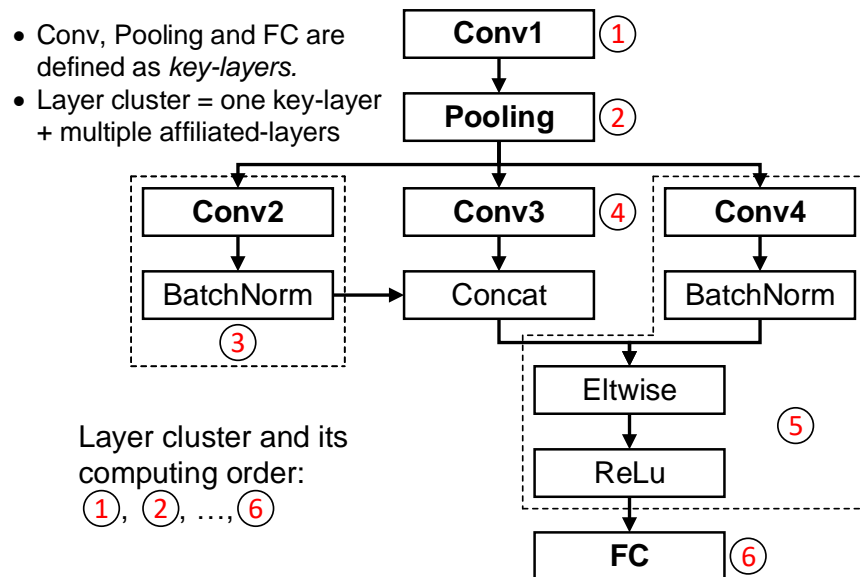 • Conv, Pooling and FC are
defined as key-layers.
• Layer cluster = one key-layer
+ multiple affiliated-layers
Conv1 ①
Pooling ②
Conv2
Conv3 ④
Conv4
BatchNorm
Concat
BatchNorm
③
Eltwise
⑤
ReLu
Layer cluster and its
computing order:
①, ②, ...,⑥
FC ⑥